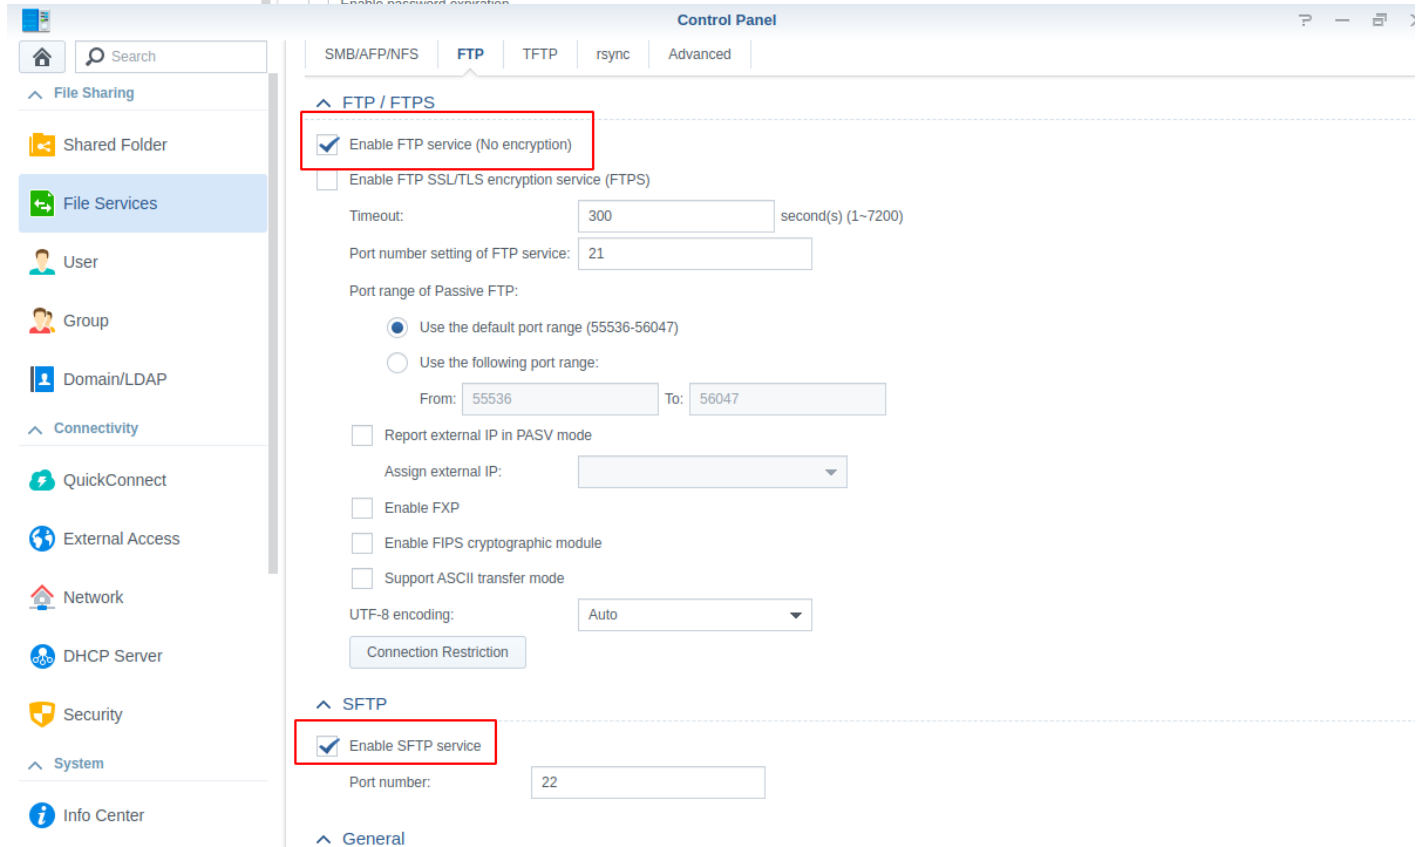 Enable password expiration
Control Panel
Search
SMB/AFP/NFS FTP TFTP rsync Advanced
File Sharing
Shared Folder
File Services
User
Group
Domain/LDAP
Connectivity
QuickConnect
External Access
Network
DHCP Server
Security
System
Info Center
FTP / FTPS
Enable FTP service (No encryption)
Enable FTP SSL/TLS encryption service (FTPS)
Timeout: 300 second(s) (1~7200)
Port number setting of FTP service: 21
Port range of Passive FTP:
Use the default port range (55536-56047)
Use the following port range:
From: 55536 To: 56047
Report external IP in PASV mode
Assign external IP:
Enable FXP
Enable FIPS cryptographic module
Support ASCII transfer mode
UTF-8 encoding: Auto
Connection Restriction
SFTP
Enable SFTP service
Port number: 22
General